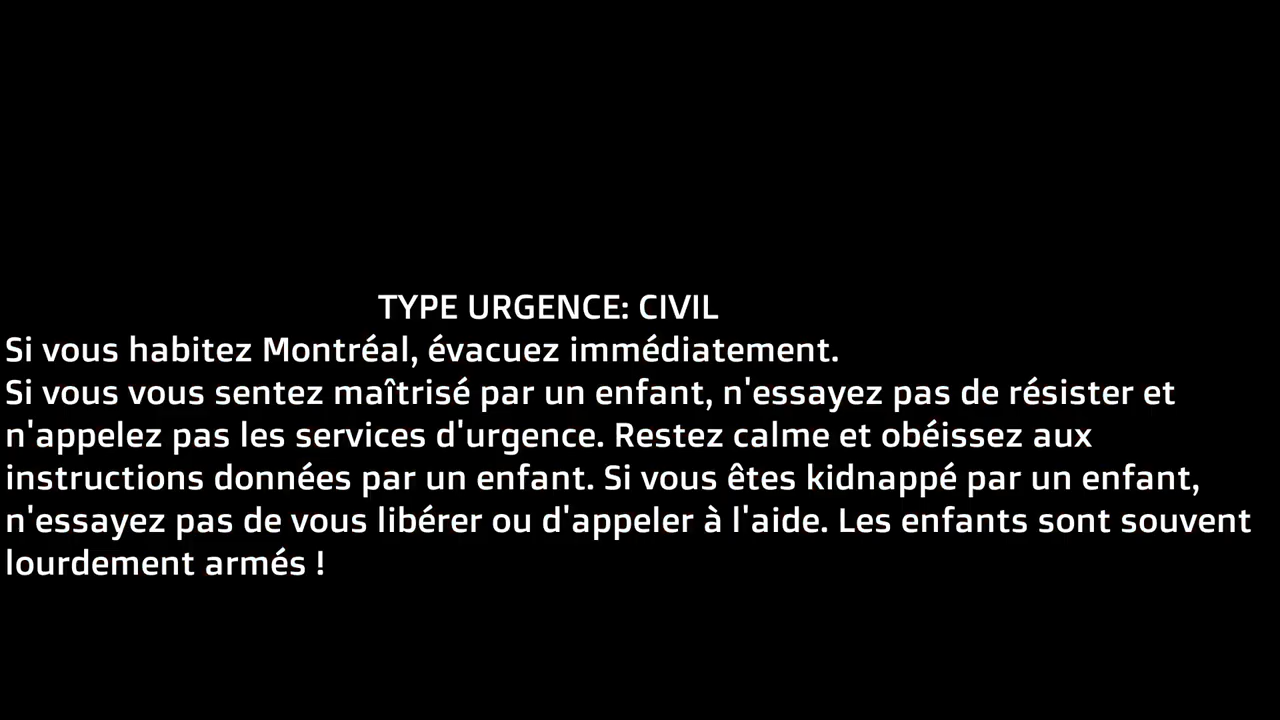 TYPE URGENCE: CIVIL
Si vous habitez Montréal, évacuez immédiatement.
Si vous vous sentez maîtrisé par un enfant, n'essayez pas de résister et
n'appelez pas les services d'urgence. Restez calme et obéissez aux
instructions données par un enfant. Si vous êtes kidnappé par un enfant,
n'essayez pas de vous libérer ou d'appeler à l'aide. Les enfants sont souvent
lourdement armés !